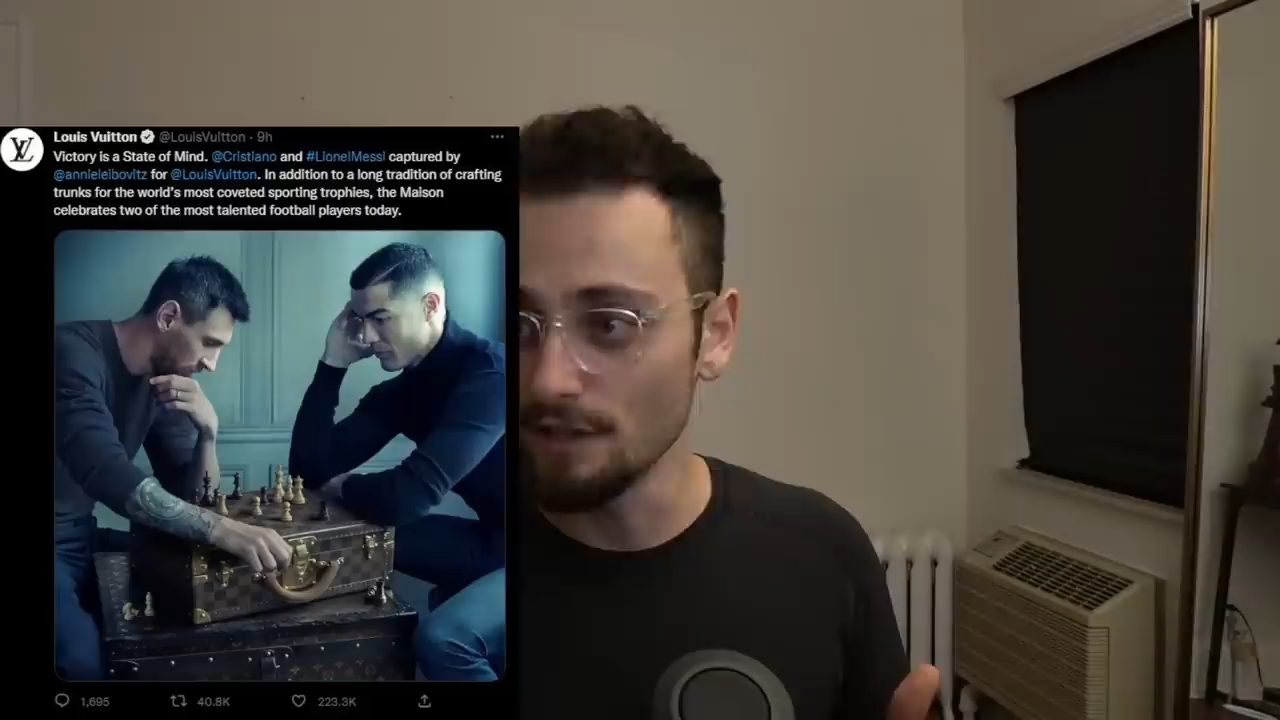 Louis Vuitton @LouisVuitton · 9h
Victory is a State of Mind. @Cristiano and #LionelMessi captured by
@annieleibovitz for @LouisVuitton. In addition to a long tradition of crafting
trunks for the world's most coveted sporting trophies, the Maison
celebrates two of the most talented football players today.
1,695 40.8K 223.3K